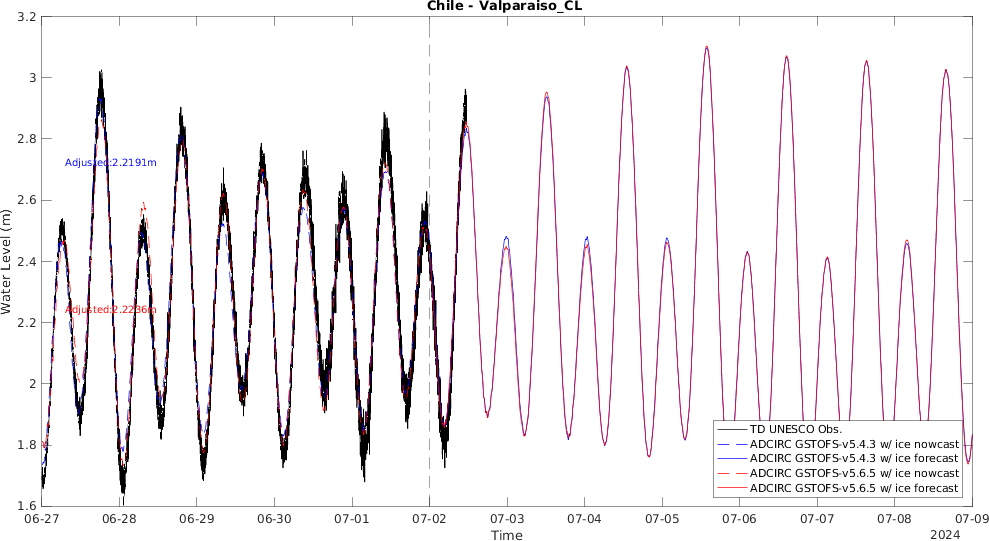 Chile - Valparaiso_CL
3.2
3
2.8
2.6
2.4
2.2
2
1.8
1.6
Water Level (m)
Adjusted:2.2191m
Adjusted:2.2236m
TD UNESCO Obs.
ADCIRC GSTOFS-v5.4.3 w/ ice nowcast
ADCIRC GSTOFS-v5.4.3 w/ ice forecast
ADCIRC GSTOFS-v5.6.5 w/ ice nowcast
ADCIRC GSTOFS-v5.6.5 w/ ice forecast
06-27 06-28 06-29 06-30 07-01 07-02 07-03 07-04 07-05 07-06 07-07 07-08 07-09
Time
2024